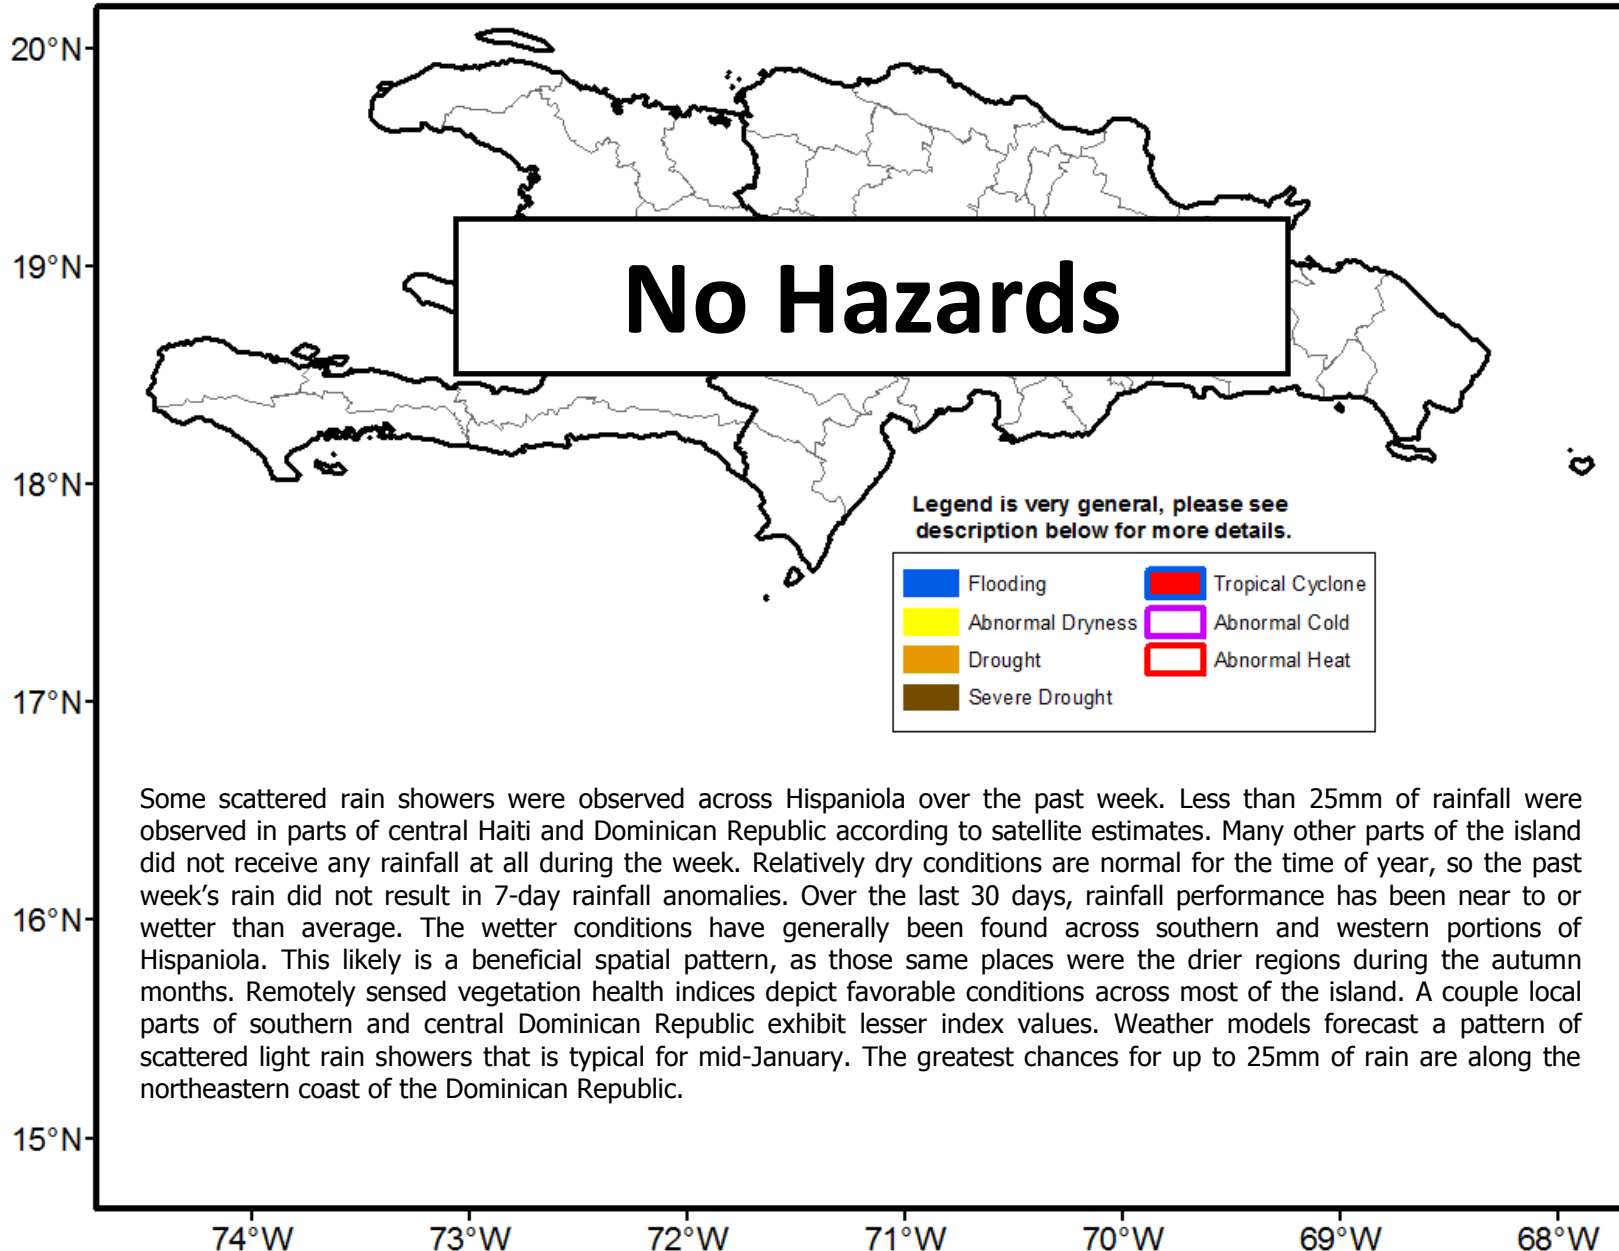 20°N
19°N
No Hazards
18°N
Legend is very general, please see
description below for more details.
Flooding
Tropical Cyclone
Abnormal Dryness
Abnormal Cold
Drought
Abnormal Heat
Severe Drought
17°N
Some scattered rain showers were observed across Hispaniola over the past week. Less than 25mm of rainfall were
observed in parts of central Haiti and Dominican Republic according to satellite estimates. Many other parts of the island
did not receive any rainfall at all during the week. Relatively dry conditions are normal for the time of year, so the past
week’s rain did not result in 7-day rainfall anomalies. Over the last 30 days, rainfall performance has been near to or
16°N
wetter than average. The wetter conditions have generally been found across southern and western portions of
Hispaniola. This likely is a beneficial spatial pattern, as those same places were the drier regions during the autumn
months. Remotely sensed vegetation health indices depict favorable conditions across most of the island. A couple local
parts of southern and central Dominican Republic exhibit lesser index values. Weather models forecast a pattern of
scattered light rain showers that is typical for mid-January. The greatest chances for up to 25mm of rain are along the
northeastern coast of the Dominican Republic.
15°N
74°W
73°W
72°W
71°W
70°W
69°W
68°W